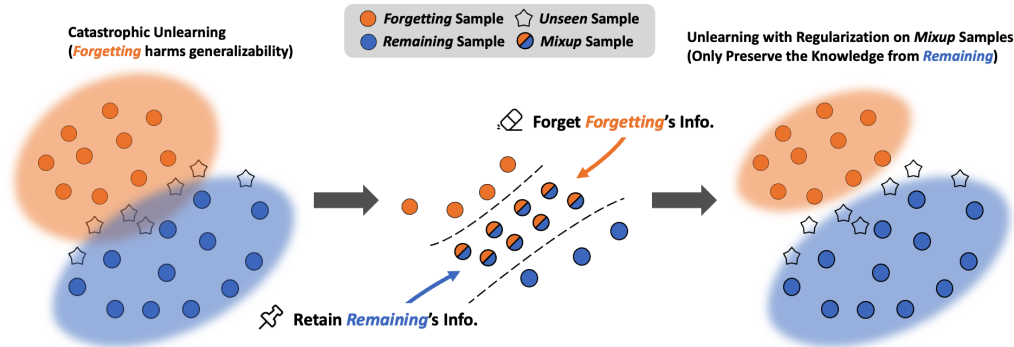 Catastrophic Unlearning
(Forgetting harms generalizability)
Forgetting Sample
Unseen Sample
Remaining Sample
Mixup Sample
Unlearning with Regularization on Mixup Samples
(Only Preserve the Knowledge from Remaining)
Forget Forgetting's Info.
Retain Remaining's Info.